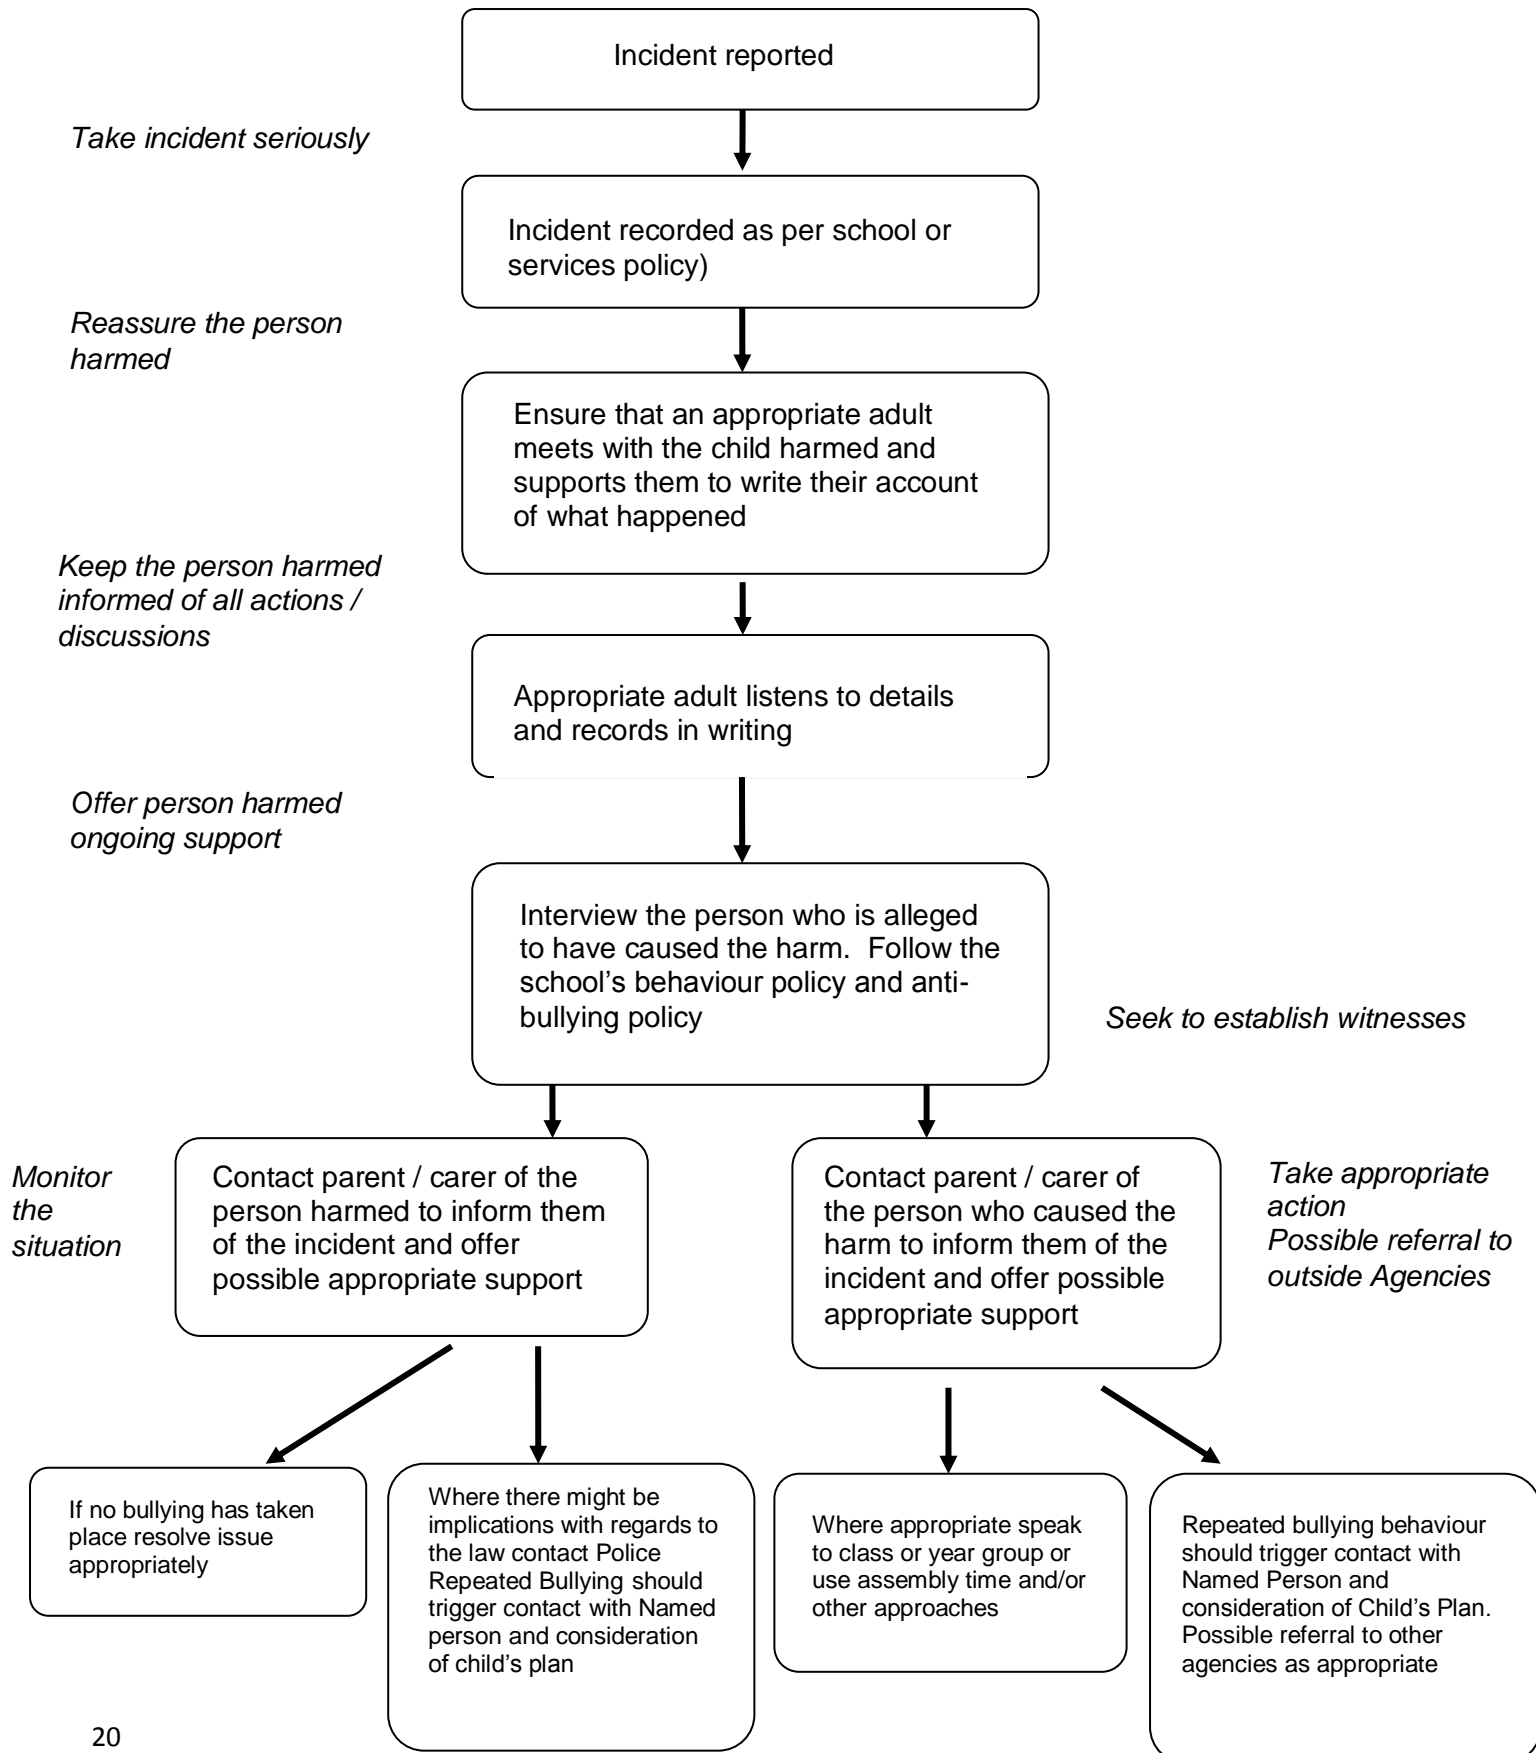 Incident reported
Take incident seriously
Incident recorded as per school or
services policy)
Reassure the person
harmed
Ensure that an appropriate adult
meets with the child harmed and
supports them to write their account
of what happened
Keep the person harmed
informed of all actions /
discussions
Appropriate adult listens to details
and records in writing
Offer person harmed
ongoing support
Interview the person who is alleged
to have caused the harm.  Follow the
school’s behaviour policy and anti-
bullying policy
Seek to establish witnesses
Monitor
the
situation
Contact parent / carer of the
person harmed to inform them
of the incident and offer
possible appropriate support
Contact parent / carer of
the person who caused the
harm to inform them of the
incident and offer possible
appropriate support
Take appropriate
action
Possible referral to
outside Agencies
If no bullying has taken
place resolve issue
appropriately
Where there might be
implications with regards to
the law contact Police
Repeated Bullying should
trigger contact with Named
person and consideration
of child’s plan
Where appropriate speak
to class or year group or
use assembly time and/or
other approaches
Repeated bullying behaviour
should trigger contact with
Named Person and
consideration of Child’s Plan.
Possible referral to other
agencies as appropriate
20